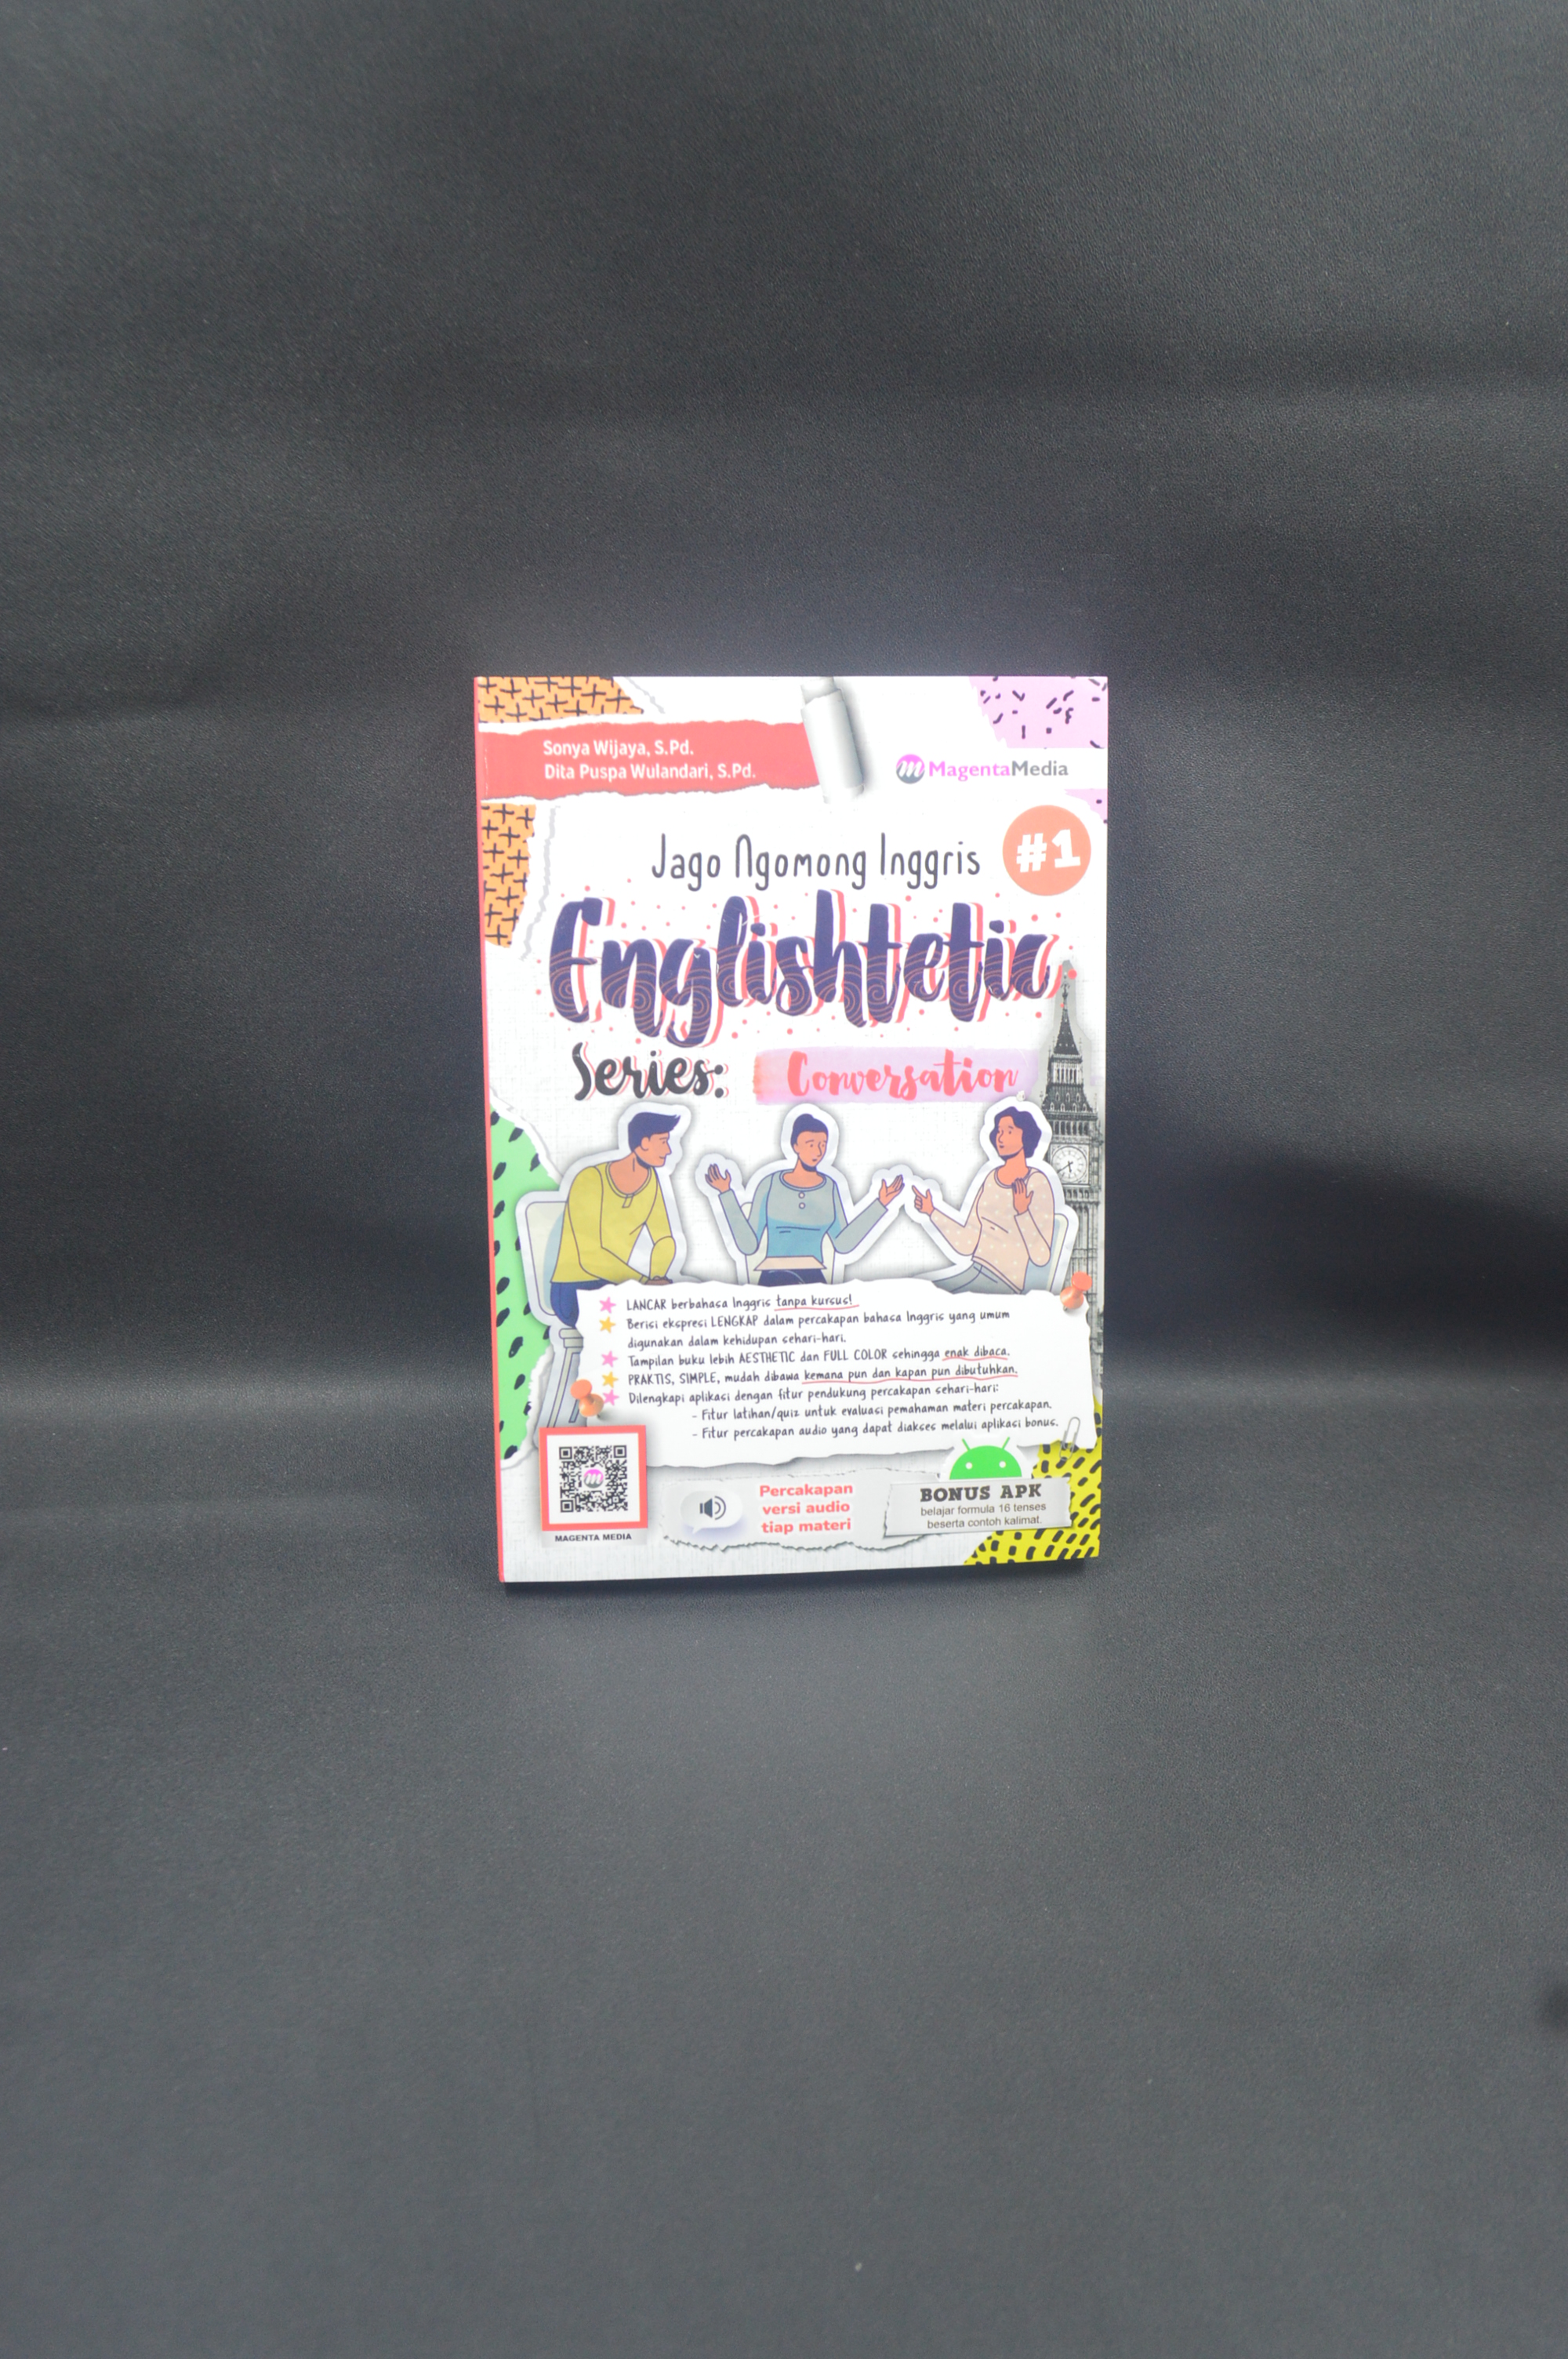 Sonya Wijaya, S.Pd.
Dita Puspa Wulandari, S.Pd.
m MagentaMedia
#1
Jago Ngomong Inggris
Englishtetic
Series: Conversation
LANCAR berbahasa Inggris tanpa kursus!
Berisi ekspresi LENGKAP dalam percakapan bahasa Inggris yang umum
digunakan dalam kehidupan sehari-hari.
Tampilan buku lebih AESTHETIC dan FULL COLOR sehingga enak dibaca.
PRAKTIS, SIMPLE, mudah dibawa kemana pun dan kapan pun dibutuhkan.
Dilengkapi aplikasi dengan fitur pendukung percakapan sehari-hari:
- Fitur latihan/quiz untuk evaluasi pemahaman materi percakapan.
- Fitur percakapan audio yang dapat diakses melalui aplikasi bonus.
m
MAGENTA MEDIA
Percakapan
versi audio
tiap materi
BONUS APK
belajar formula 16 tenses
beserta contoh kalimat.